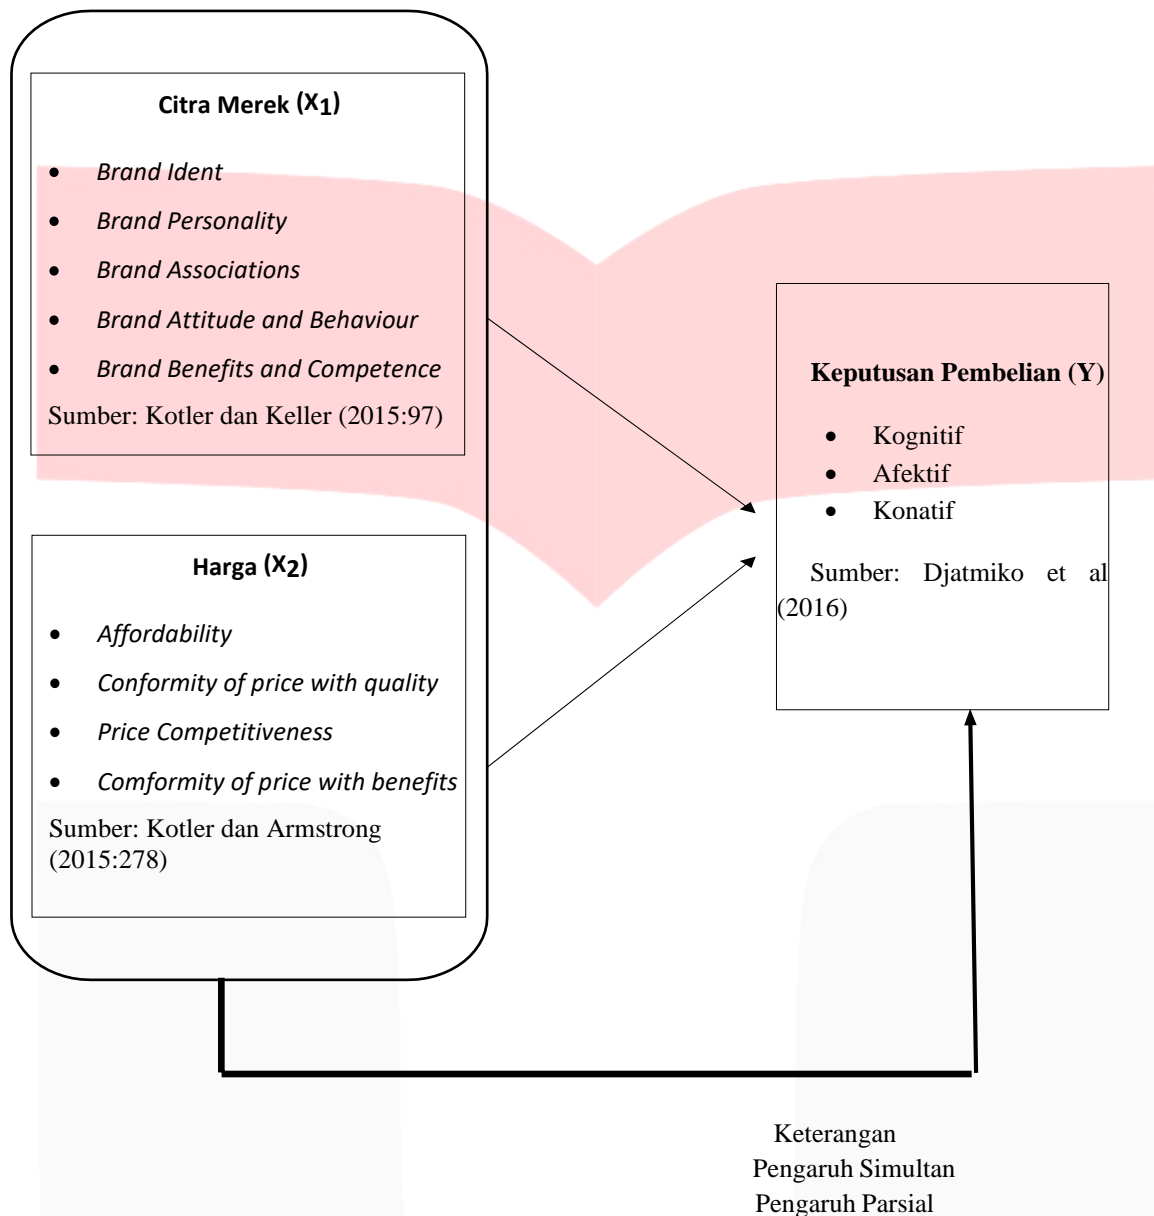 Citra Merek (X1)
• Brand Ident
• Brand Personality
• Brand Associations
• Brand Attitude and Behaviour
• Brand Benefits and Competence
Sumber: Kotler dan Keller (2015:97)
Harga (X2)
• Affordability
• Conformity of price with quality
• Price Competitiveness
• Comformity of price with benefits
Sumber: Kotler dan Armstrong
(2015:278)
Keputusan Pembelian (Y)
• Kognitif
• Afektif
• Konatif
Sumber: Djatmiko et al
(2016)
Keterangan
Pengaruh Simultan
Pengaruh Parsial